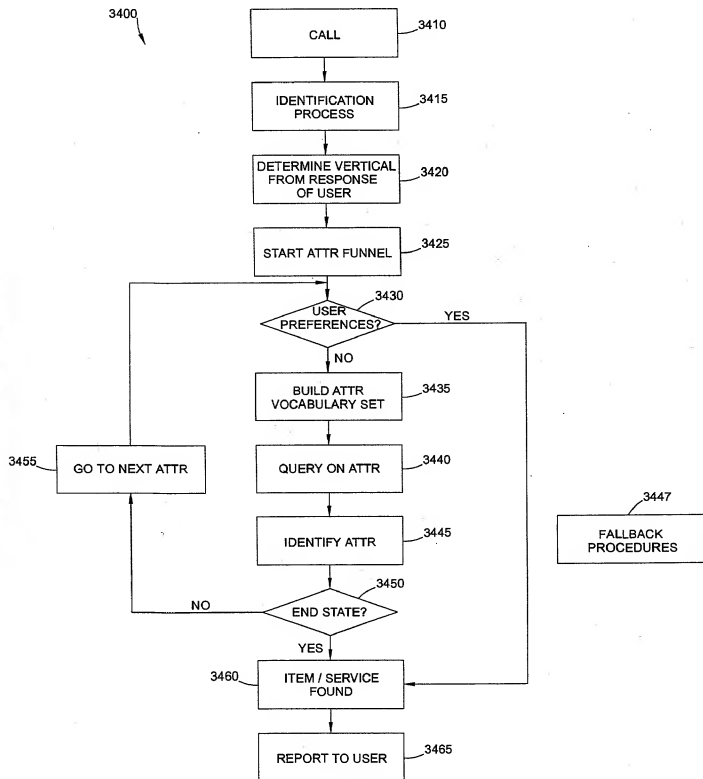 3400
CALL
3410
IDENTIFICATION
PROCESS
3415
DETERMINE VERTICAL
FROM RESPONSE
OF USER
3420
START ATTR FUNNEL
3425
USER
PREFERENCES?
3430
YES
NO
BUILD ATTR
VOCABULARY SET
3435
3455
GO TO NEXT ATTR
QUERY ON ATTR
3440
3447
FALLBACK
PROCEDURES
IDENTIFY ATTR
3445
END STATE?
3450
NO
YES
3460
ITEM / SERVICE
FOUND
REPORT TO USER
3465